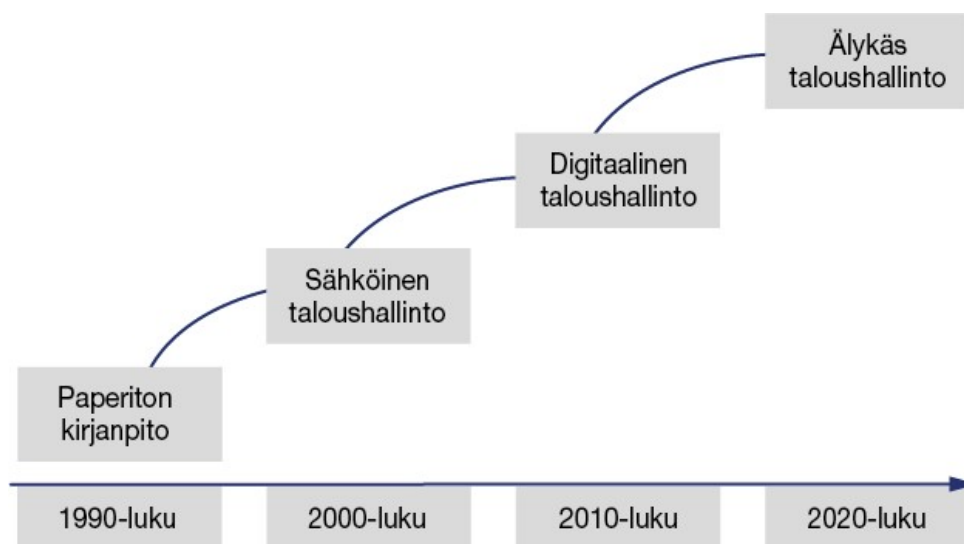 Älykäs
taloushallinto
Digitaalinen
taloushallinto
Sähköinen
taloushallinto
Paperiton
kirjanpito
1990-luku
2000-luku
2010-luku
2020-luku